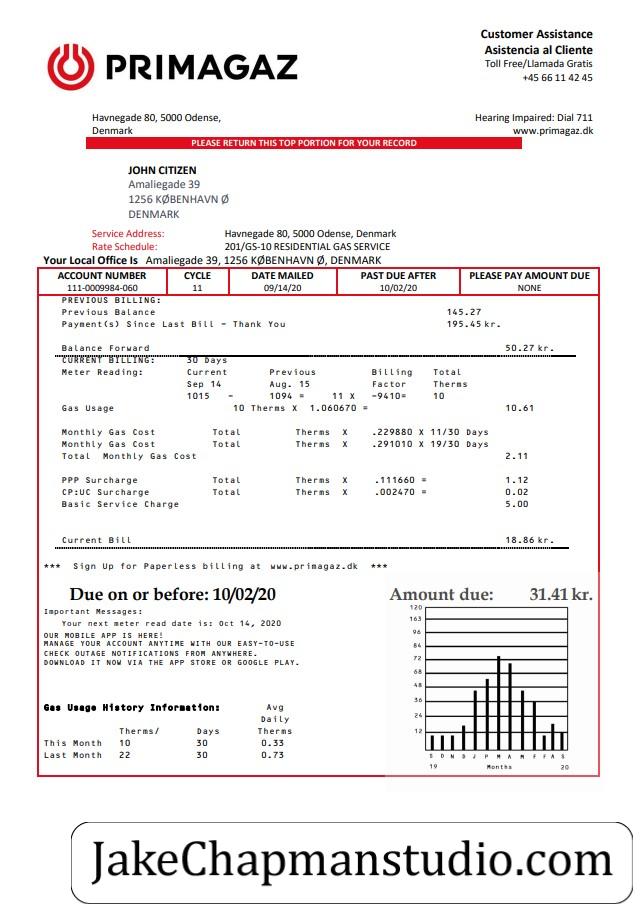 Customer Assistance
Asistencia al Cliente
Toll Free/Llamada Gratis
+45 66 11 42 45
PRIMAGAZ
Havnegade 80, 5000 Odense,
Denmark
Hearing Impaired: Dial 711
www.primagaz.dk
PLEASE RETURN THIS TOP PORTION FOR YOUR RECORD
JOHN CITIZEN
Amaliegade 39
1256 KØBENHAVN Ø
DENMARK
Service Address: Havnegade 80, 5000 Odense, Denmark
Rate Schedule: 201/GS-10 RESIDENTIAL GAS SERVICE
Your Local Office Is Amaliegade 39, 1256 KØBENHAVN Ø, DENMARK
ACCOUNT NUMBER CYCLE DATE MAILED PAST DUE AFTER PLEASE PAY AMOUNT DUE
111-0009984-060 11 09/14/20 10/02/20 NONE
PREVIOUS BILLING:
Previous Balance 145.27
Payment(s) Since Last Bill - Thank You 195.45 kr.
Balance Forward 50.27 kr.
CURRENT BILLING: 30 Days
Meter Reading: Current Previous Billing Total
Sep 14 Aug. 15 Factor Therms
1015 - 1094 = 11 X -9410= 10
Gas Usage 10 Therms X 1.060670 = 10.61
Monthly Gas Cost Total Therms X .229880 X 11/30 Days
Monthly Gas Cost Total Therms X .291010 X 19/30 Days
Total Monthly Gas Cost 2.11
PPP Surcharge Total Therms X .111660 = 1.12
CP:UC Surcharge Total Therms X .002470 = 0.02
Basic Service Charge 5.00
Current Bill 18.86 kr.
*** Sign Up for Paperless billing at www.primagaz.dk ***
Due on or before: 10/02/20 Amount due: 31.41 kr.
Important Messages:
Your next meter read date is: Oct 14, 2020
OUR MOBILE APP IS HERE!
MANAGE YOUR ACCOUNT ANYTIME WITH OUR EASY-TO-USE
CHECK OUTAGE NOTIFICATIONS FROM ANYWHERE.
DOWNLOAD IT NOW VIA THE APP STORE OR GOOGLE PLAY.
120
163
96
84
72
60
48
36
24
12
S O N D J F M A M J F A S
19 Months 20
Gas Usage History Information: Avg
Daily
Therms/ Days Therms
This Month 10 30 0.33
Last Month 22 30 0.73
JakeChapmanstudio.com